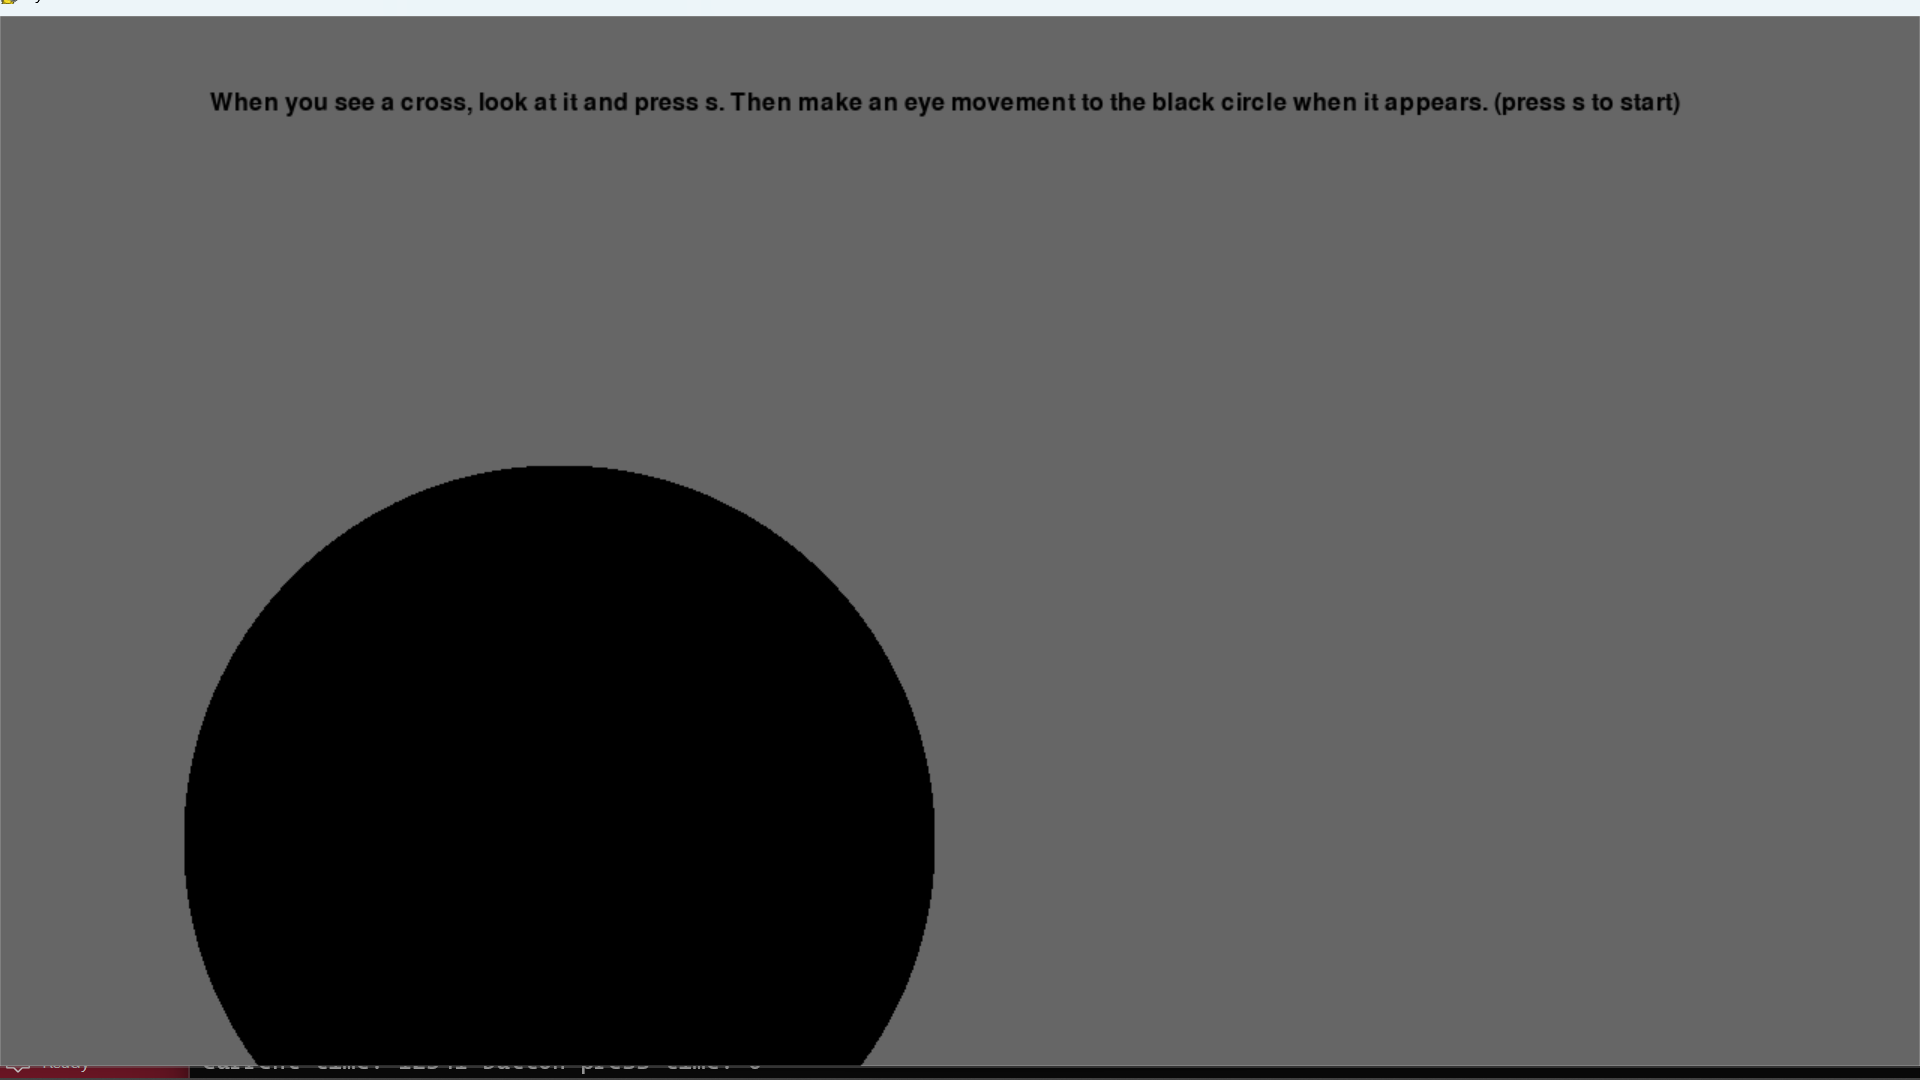 When you see a cross, look at it and press s. Then make an eye movement to the black circle when it appears. (press s to start)
Ready